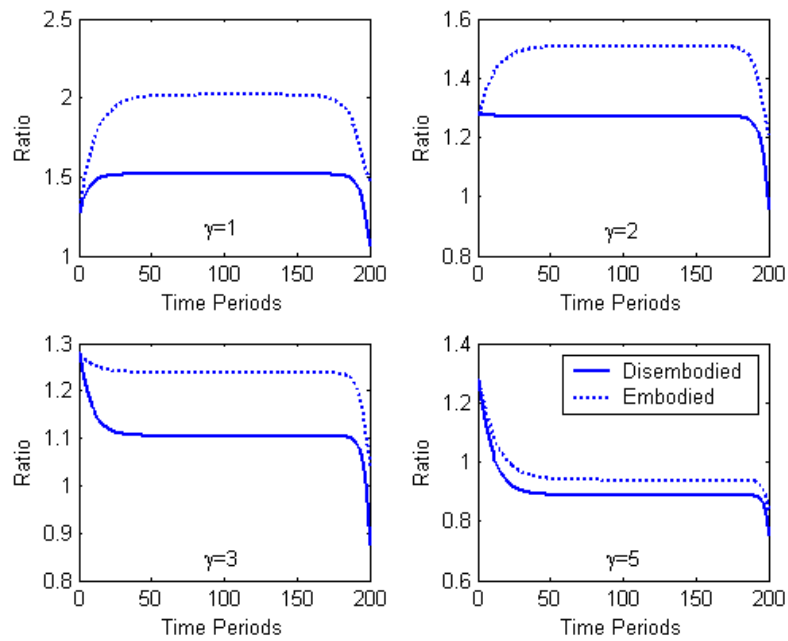 2.5
2
1.5
1
Ratio
γ=1
0 50 100 150 200
Time Periods
1.6
1.4
1.2
1
0.8
Ratio
γ=2
0 50 100 150 200
Time Periods
1.3
1.2
1.1
1
0.9
0.8
Ratio
γ=3
0 50 100 150 200
Time Periods
1.4
1.2
1
0.8
0.6
Ratio
Disembodied
Embodied
γ=5
0 50 100 150 200
Time Periods